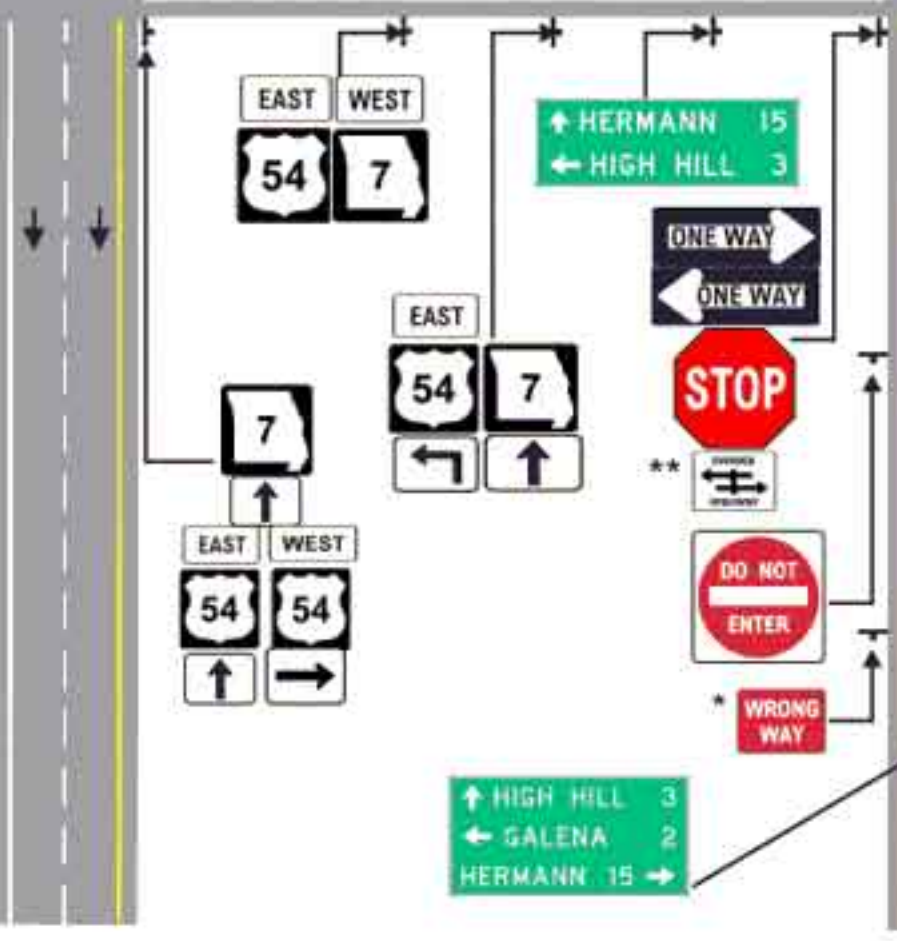 EAST WEST
54 7
↑ HERMANN 15
← HIGH HILL 3
ONE WAY
ONE WAY
EAST
54 7
STOP
7
**
EAST WEST
54 54
DO NOT
ENTER
*
WRONG
WAY
↑ HIGH HILL 3
← GALENA 2
HERMANN 15 →